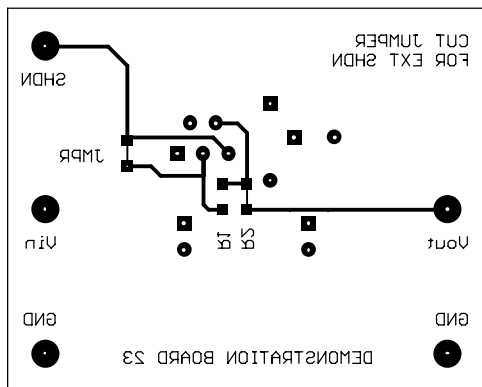 CUT JUMPER
FOR EXT SHDN
SHDN
JMPR
Vin
R1
R2
Vout
GND
GND
DEMONSTRATION BOARD 23